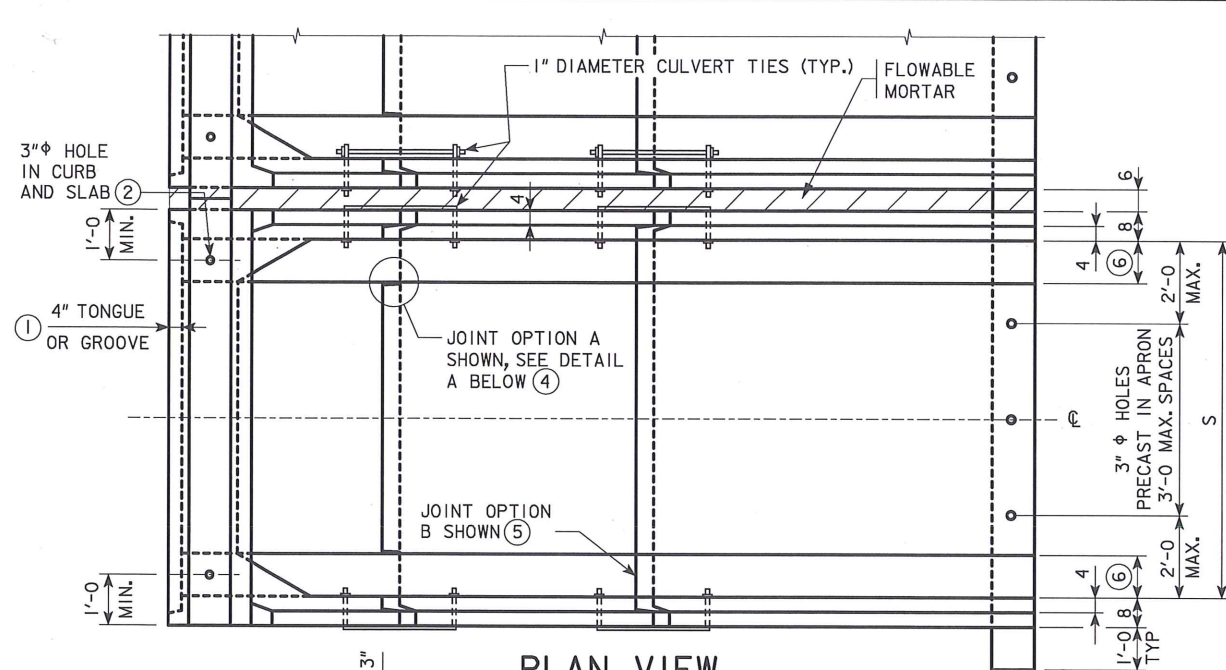 1" DIAMETER CULVERT TIES (TYP.)
FLOWABLE
MORTAR
3"Φ HOLE
IN CURB
AND SLAB 2
1'-0
MIN.
4
6
8
4
6
2'-0
MAX.
1 4" TONGUE
OR GROOVE
JOINT OPTION A
SHOWN, SEE DETAIL
A BELOW 4
3" Φ HOLES
PRECAST IN APRON
3'-0 MAX. SPACES
S
℄
JOINT OPTION
B SHOWN 5
1'-0
MIN.
2'-0
MAX.
6
4
8
1'-0
TYP
3"
PLAN VIEW